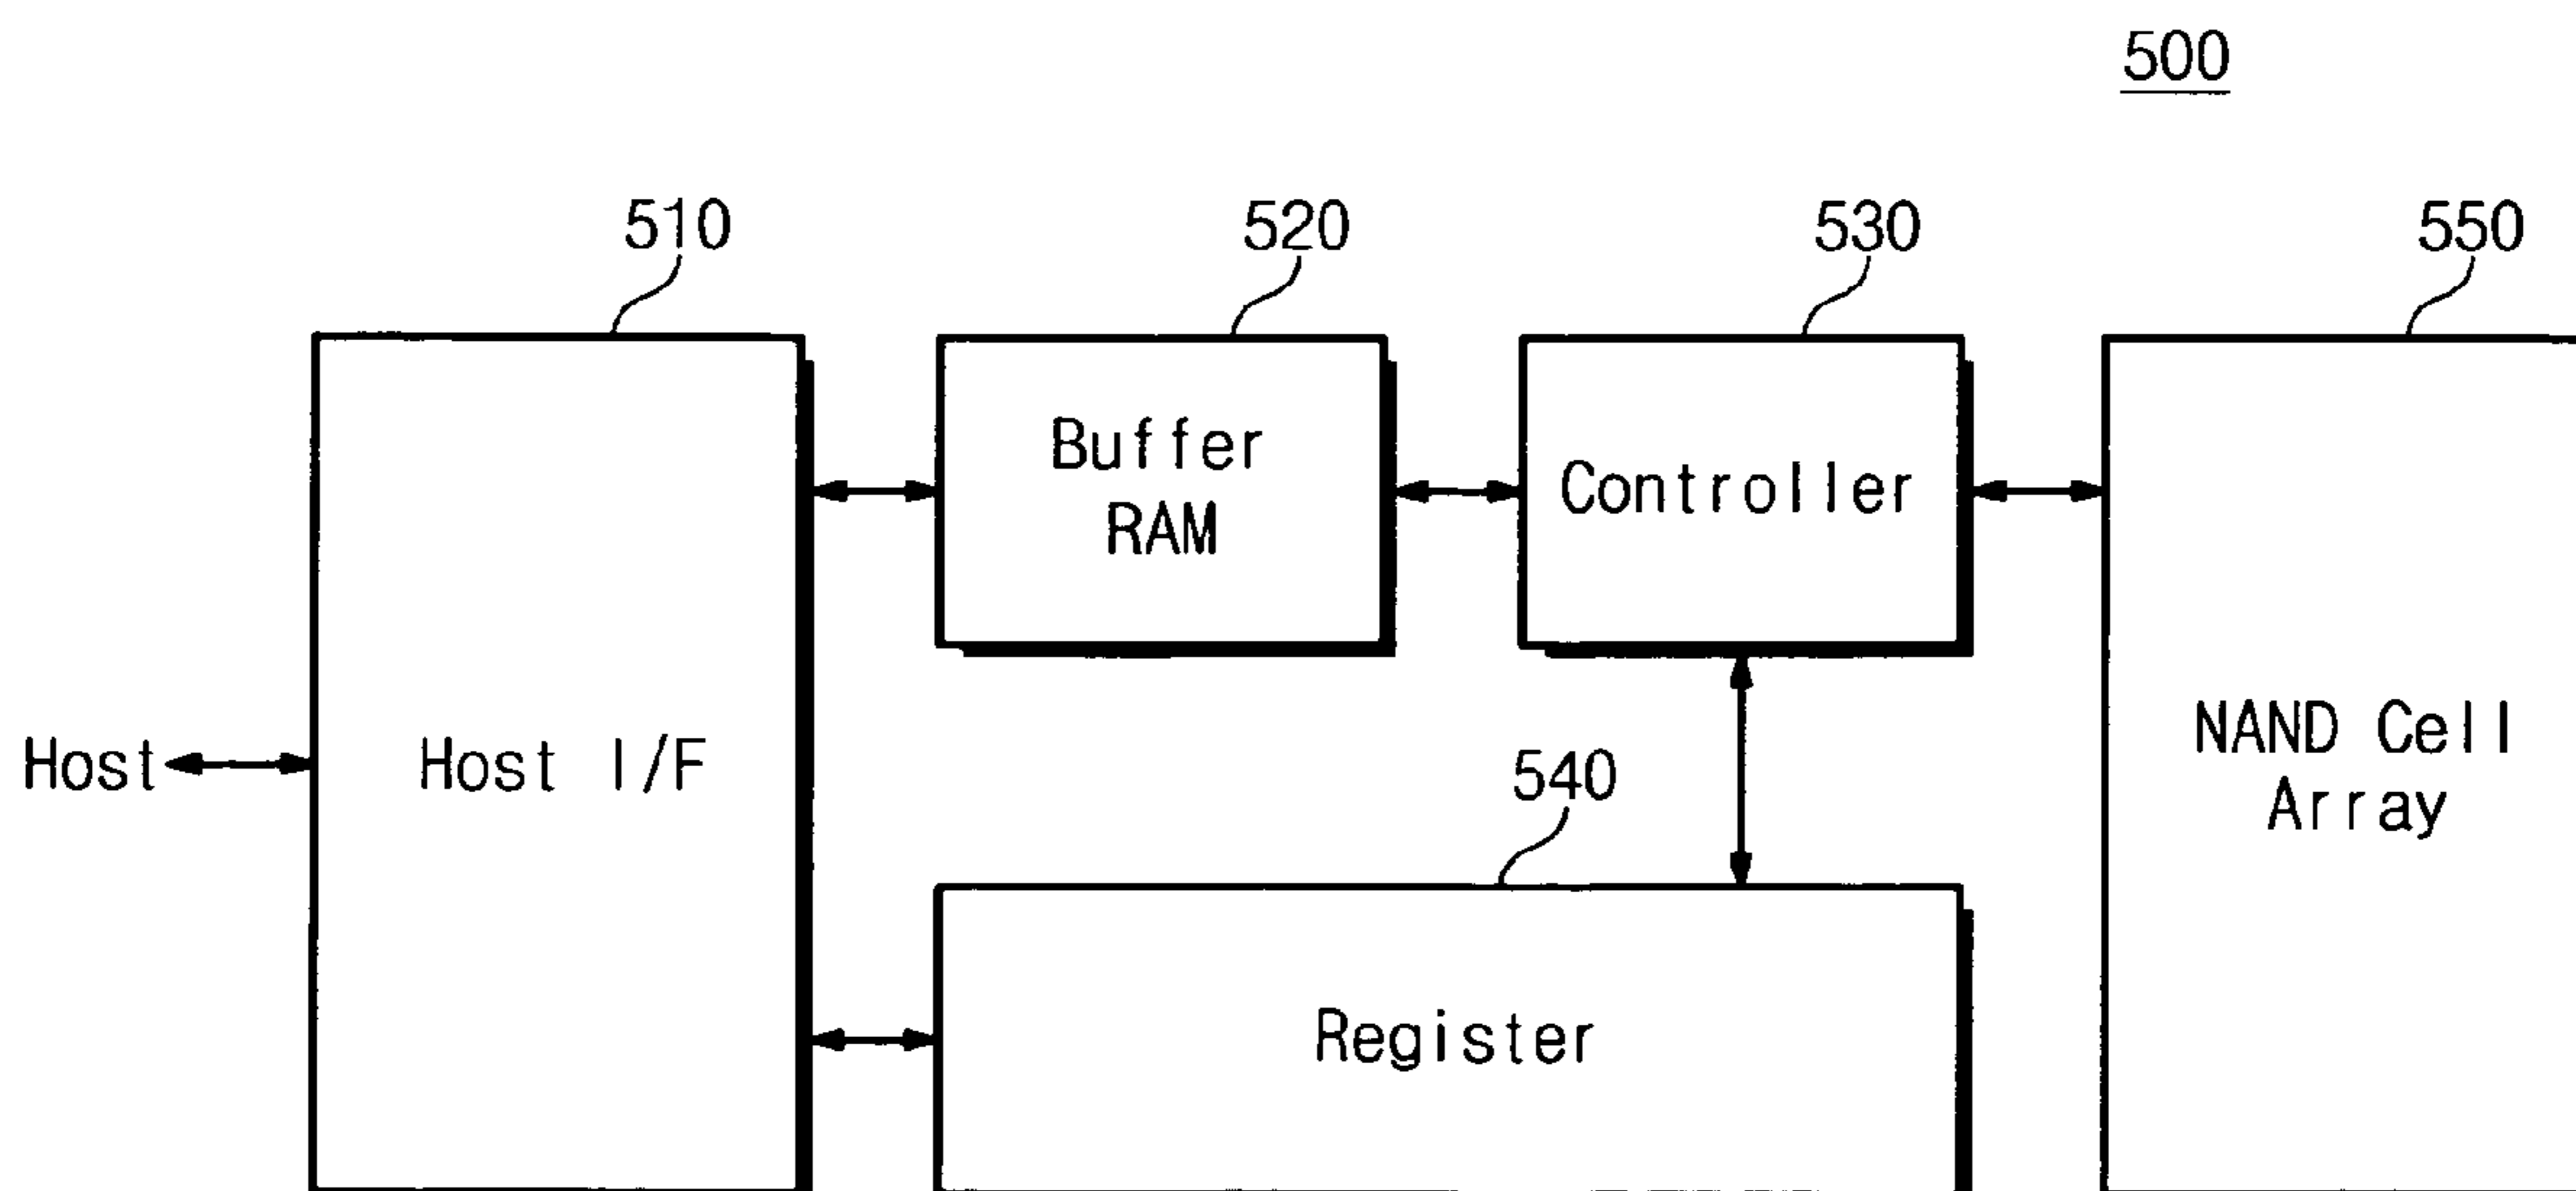 500
510
520
530
550
Buffer
RAM
Controller
Host
Host I/F
NAND Cell
Array
540
Register